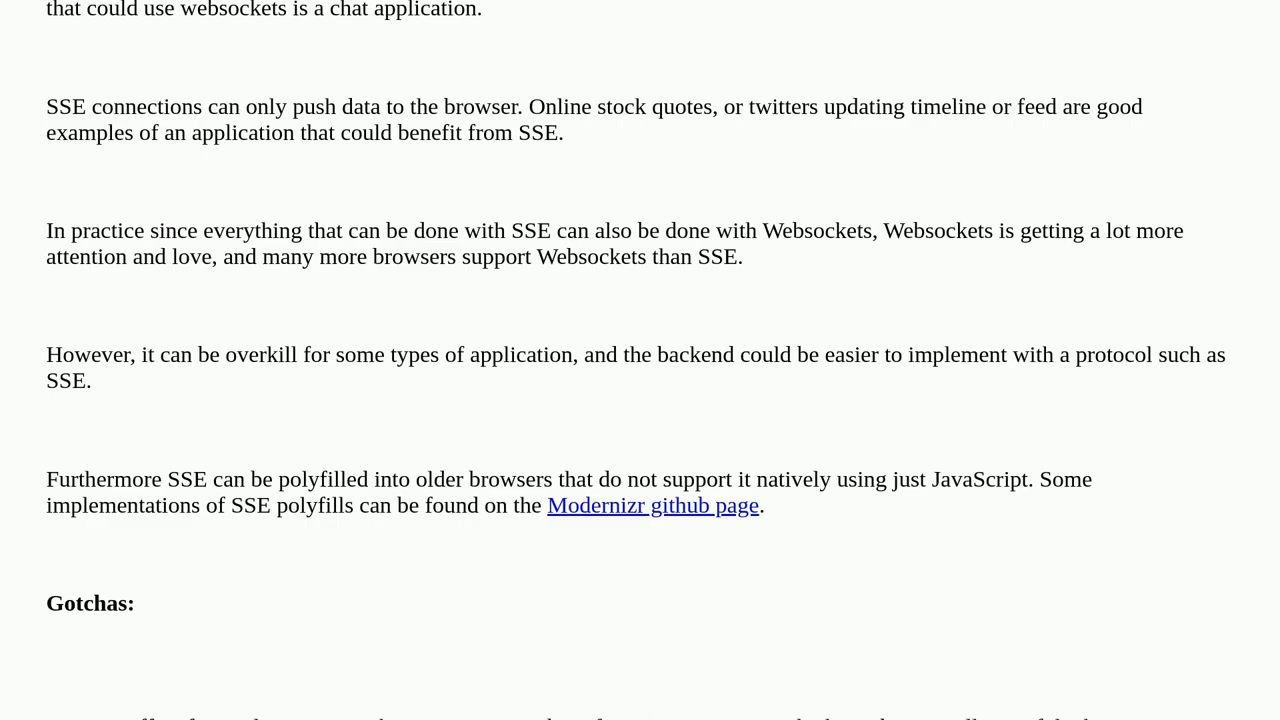 that could use websockets is a chat application.
SSE connections can only push data to the browser. Online stock quotes, or twitters updating timeline or feed are good
examples of an application that could benefit from SSE.
In practice since everything that can be done with SSE can also be done with Websockets, Websockets is getting a lot more
attention and love, and many more browsers support Websockets than SSE.
However, it can be overkill for some types of application, and the backend could be easier to implement with a protocol such as
SSE.
Furthermore SSE can be polyfilled into older browsers that do not support it natively using just JavaScript. Some
implementations of SSE polyfills can be found on the Modernizr github page.
Gotchas: